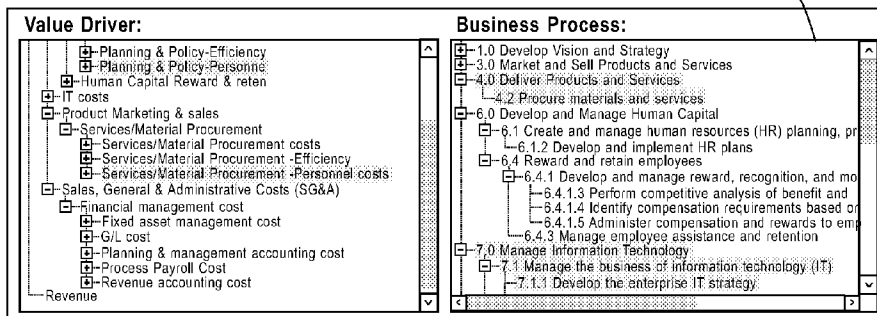 Value Driver:
Planning & Policy-Efficiency
Planning & Policy-Personne
Human Capital Reward & reten
IT costs
Product Marketing & sales
Services/Material Procurement
Services/Material Procurement costs
Services/Material Procurement -Efficiency
Services/Material Procurement -Personnel costs
Sales, General & Administrative Costs (SG&A)
Financial management cost
Fixed asset management cost
G/L cost
Planning & management accounting cost
Process Payroll Cost
Revenue accounting cost
Revenue
Business Process:
1.0 Develop Vision and Strategy
3.0 Market and Sell Products and Services
4.0 Deliver Products and Services
4.2 Procure materials and services
6.0 Develop and Manage Human Capital
6.1 Create and manage human resources (HR) planning, pr
6.1.2 Develop and implement HR plans
6.4 Reward and retain employees
6.4.1 Develop and manage reward, recognition, and mo
6.4.1.3 Perform competitive analysis of benefit and
6.4.1.4 Identify compensation requirements based or
6.4.1.5 Administer compensation and rewards to emp
6.4.3 Manage employee assistance and retention
7.0 Manage Information Technology
7.1 Manage the business of information technology (IT)
7.1.1 Develop the enterprise IT strategy